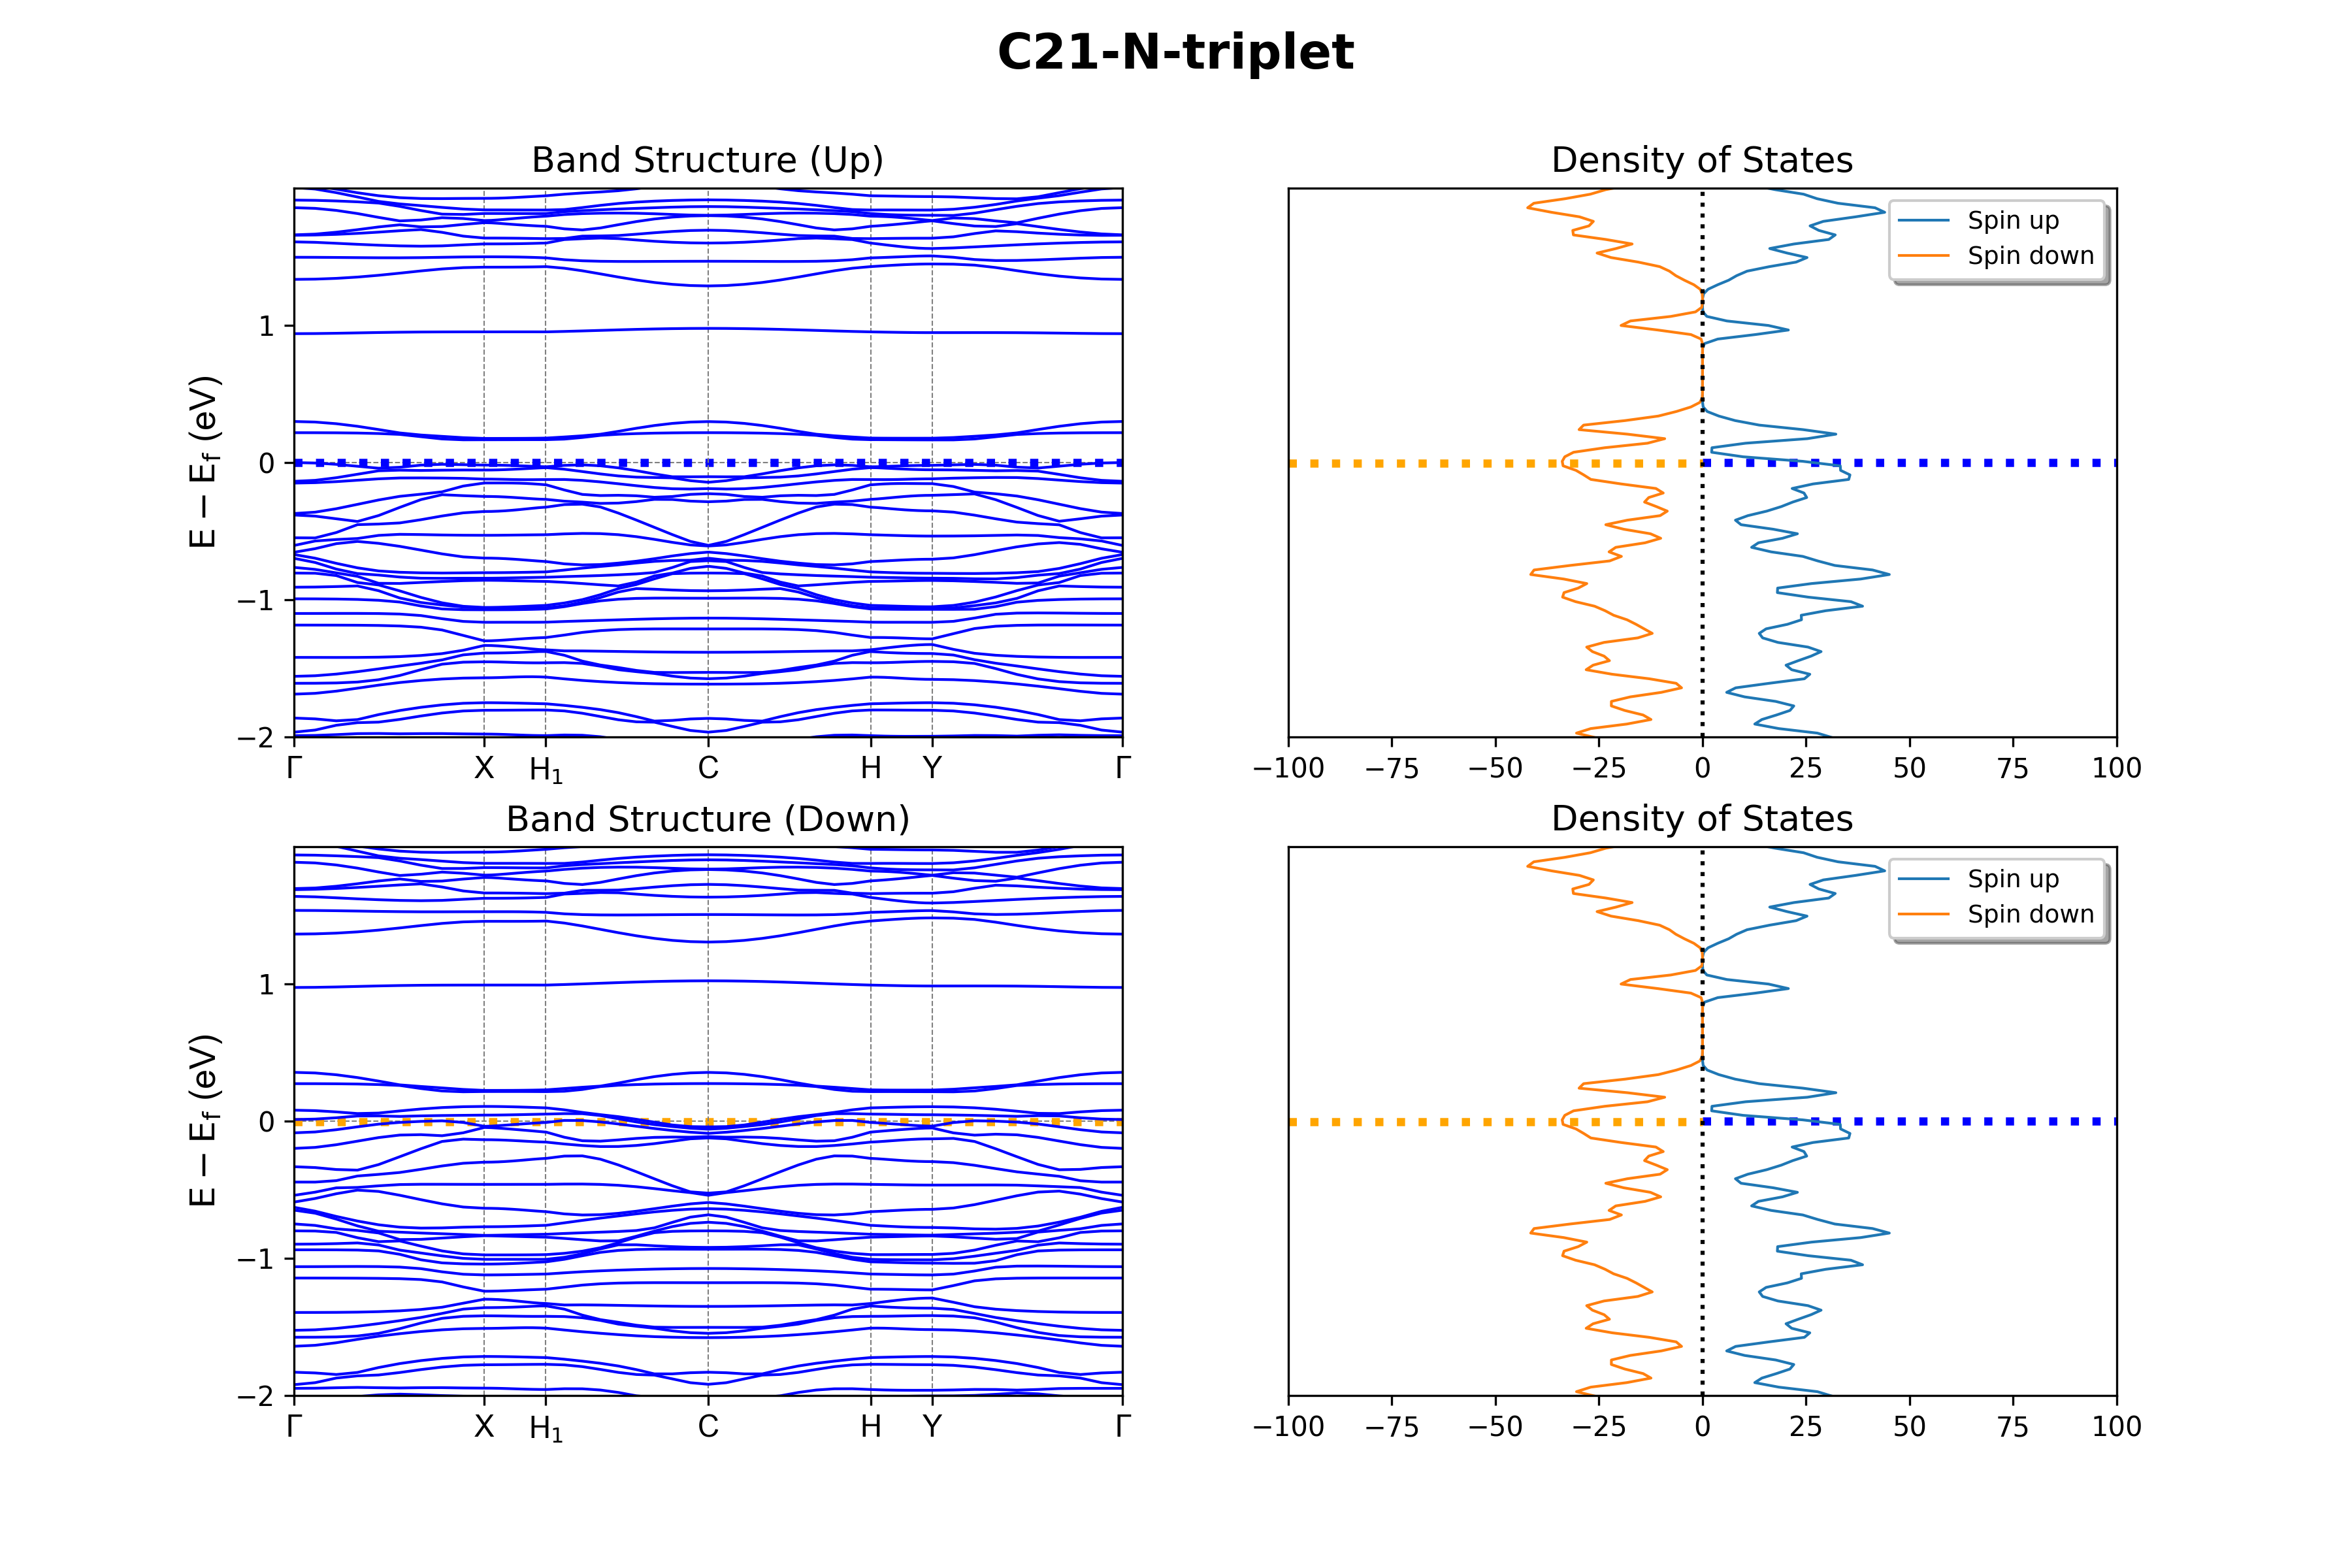 C21-N-triplet
Band Structure (Up)
E − E_f (eV)
1
0
−1
−2
Γ X H₁ C H Y Γ
Density of States
Spin up
Spin down
−100 −75 −50 −25 0 25 50 75 100
Band Structure (Down)
E − E_f (eV)
1
0
−1
−2
Γ X H₁ C H Y Γ
Density of States
Spin up
Spin down
−100 −75 −50 −25 0 25 50 75 100